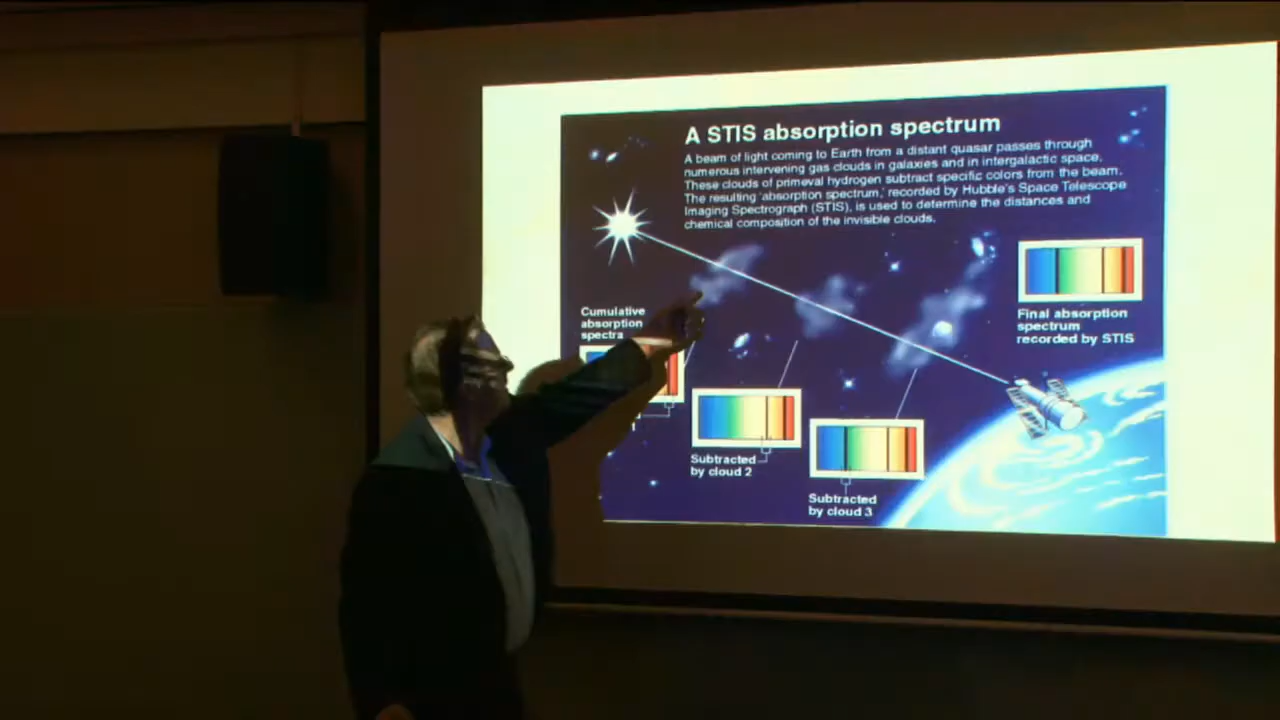 A STIS absorption spectrum
A beam of light coming to Earth from a distant quasar passes through
numerous intervening gas clouds in galaxies and in intergalactic space.
These clouds of primeval hydrogen subtract specific colors from the beam.
The resulting 'absorption spectrum,' recorded by Hubble's Space Telescope
Imaging Spectrograph (STIS), is used to determine the distances and
chemical composition of the invisible clouds.
Cumulative
absorption
spectra
Final absorption
spectrum
recorded by STIS
Subtracted
by cloud 2
Subtracted
by cloud 3